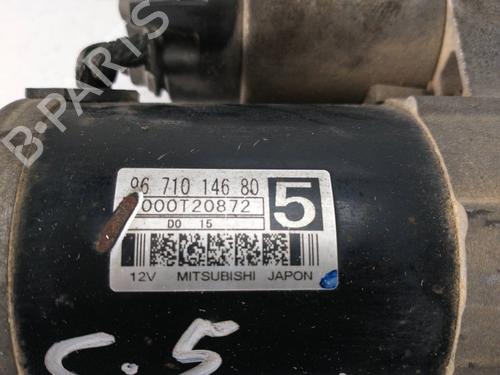 B-PARTS
96 710 146 80
000T20872
5
D0 15
12V MITSUBISHI JAPON
C.5